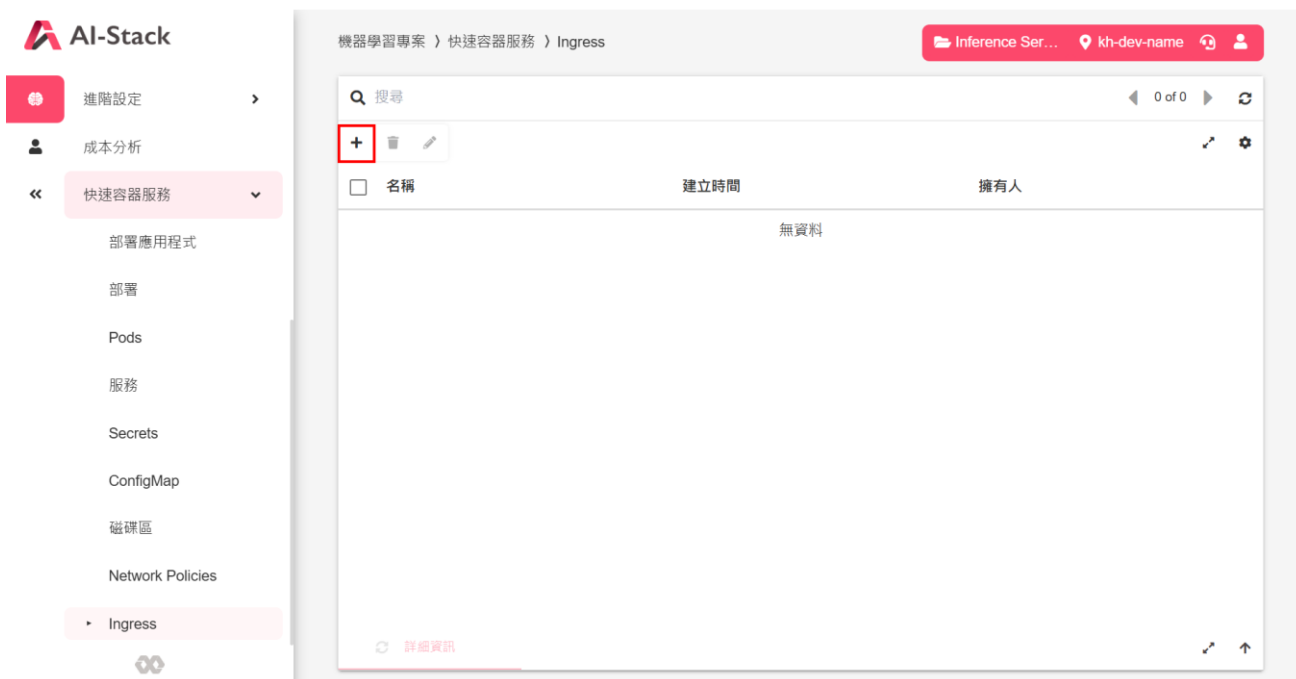 AI-Stack
機器學習專案 〉快速容器服務 〉Ingress
Inference Ser... kh-dev-name
進階設定
成本分析
快速容器服務
部署應用程式
部署
Pods
服務
Secrets
ConfigMap
磁碟區
Network Policies
Ingress
搜尋
0 of 0
名稱 建立時間 擁有人
無資料
詳細資訊